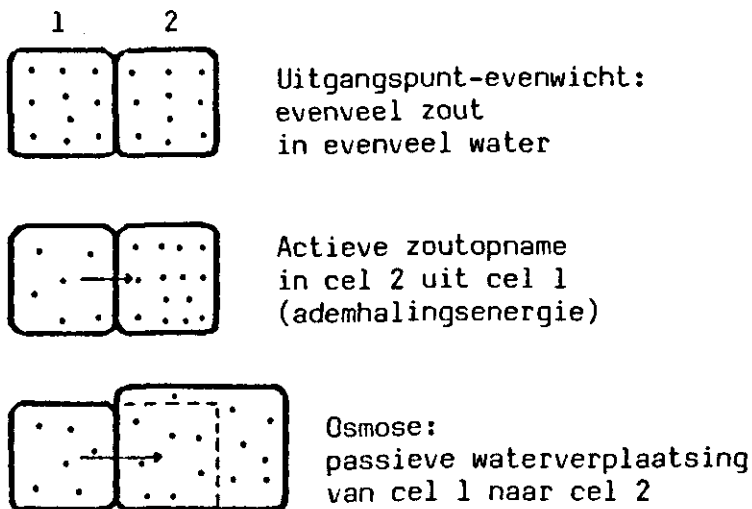 1 2
Uitgangspunt-evenwicht:
evenveel zout
in evenveel water
Actieve zoutopname
in cel 2 uit cel 1
(ademhalingsenergie)
Osmose:
passieve waterverplaatsing
van cel 1 naar cel 2